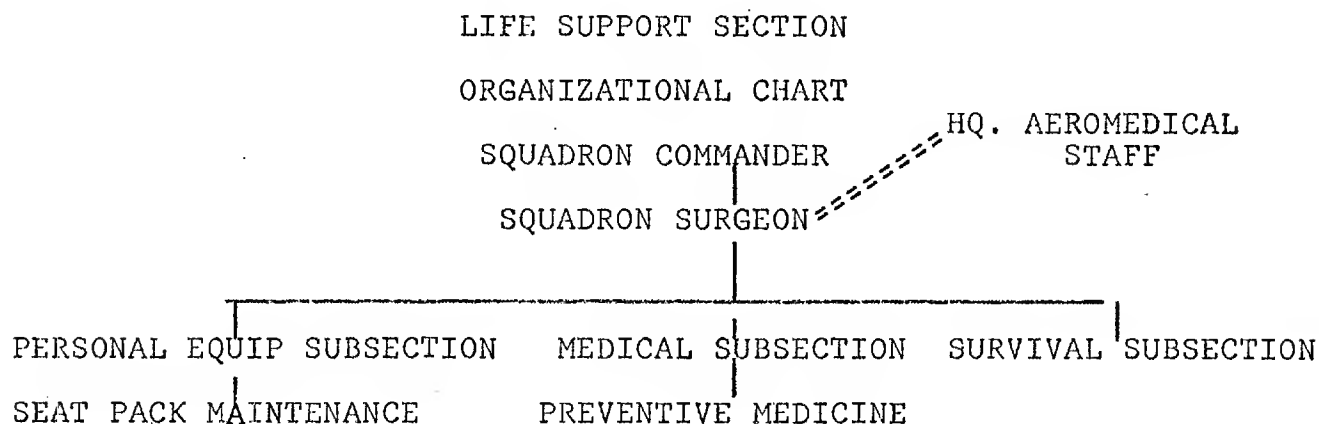 LIFE SUPPORT SECTION
ORGANIZATIONAL CHART
HQ. AEROMEDICAL
STAFF
SQUADRON COMMANDER
SQUADRON SURGEON
PERSONAL EQUIP SUBSECTION MEDICAL SUBSECTION SURVIVAL SUBSECTION
SEAT PACK MAINTENANCE PREVENTIVE MEDICINE